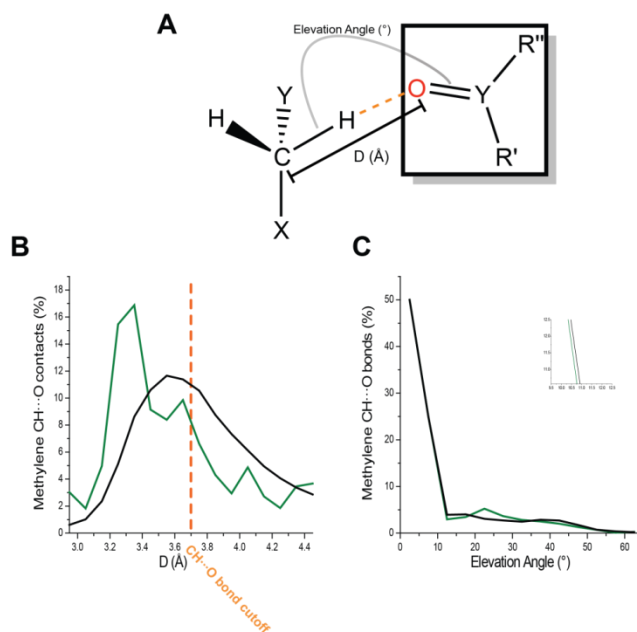 A
Elevation Angle (°)
R"
Y
O
H
H
Y
C
D (Å)
R'
X
B
C
Methylene CH···O contacts (%)
18
16
14
12
10
8
6
4
2
0
3.0 3.2 3.4 3.6 3.8 4.0 4.2 4.4
D (Å)
CH···O bond cutoff
Methylene CH···O bonds (%)
50
40
30
20
10
0
0 10 20 30 40 50 60
Elevation Angle (°)